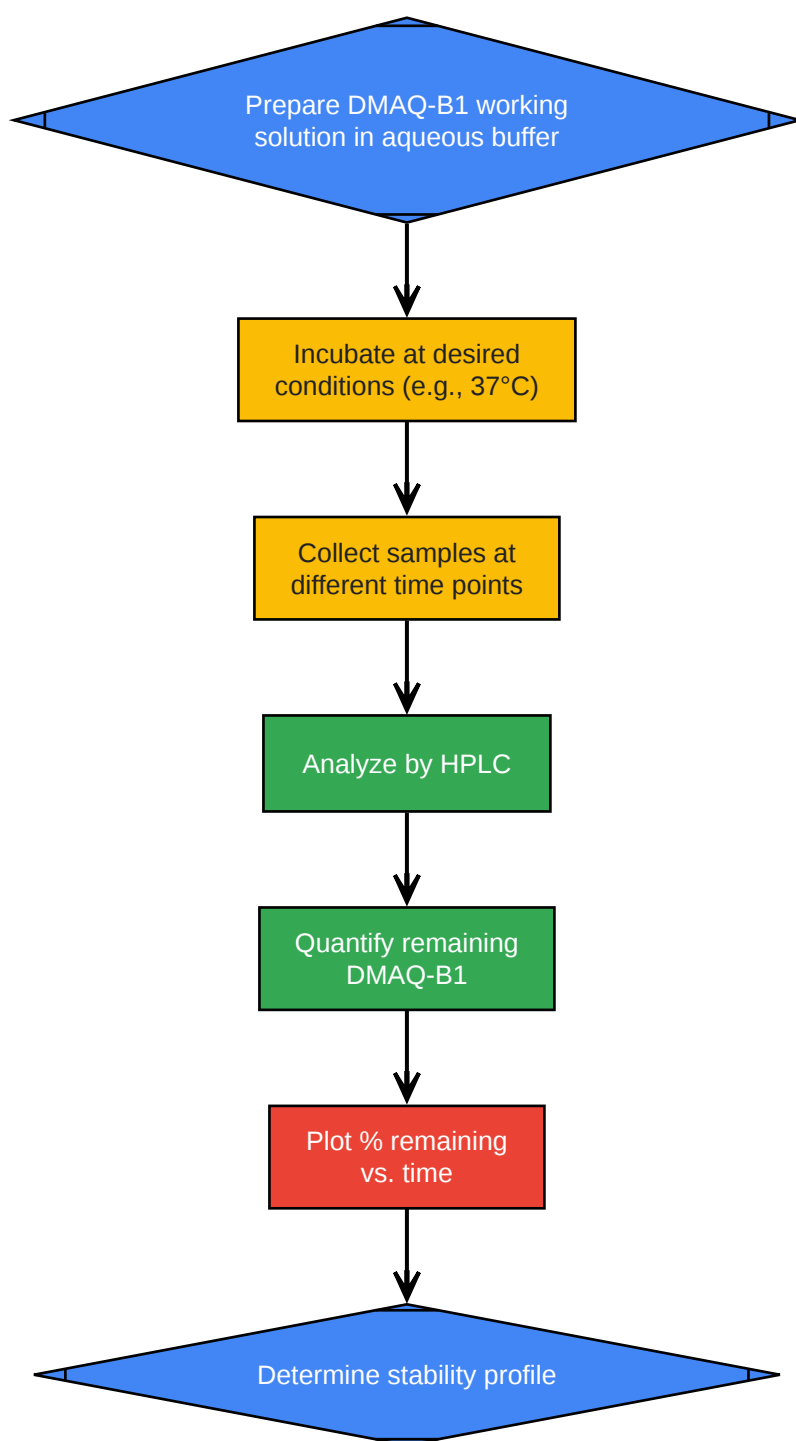 Prepare DMAQ-B1 working
solution in aqueous buffer
Incubate at desired
conditions (e.g., 37°C)
Collect samples at
different time points
Analyze by HPLC
Quantify remaining
DMAQ-B1
Plot % remaining
vs. time
Determine stability profile